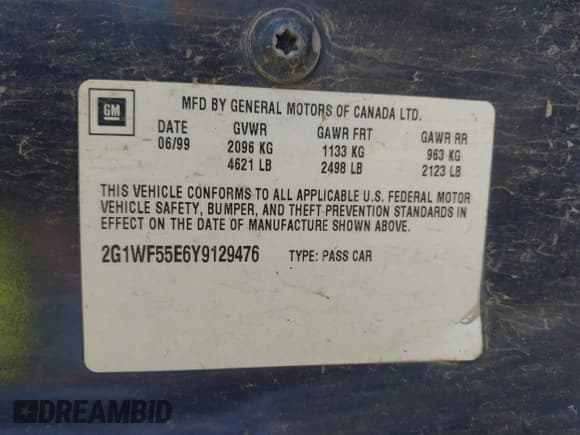 GM
MFD BY GENERAL MOTORS OF CANADA LTD.
DATE GVWR GAWR FRT GAWR RR
06/99 2096 KG 1133 KG 963 KG
4621 LB 2498 LB 2123 LB
THIS VEHICLE CONFORMS TO ALL APPLICABLE U.S. FEDERAL MOTOR
VEHICLE SAFETY, BUMPER, AND THEFT PREVENTION STANDARDS IN
EFFECT ON THE DATE OF MANUFACTURE SHOWN ABOVE.
2G1WF55E6Y9129476 TYPE: PASS CAR
DREAMBID